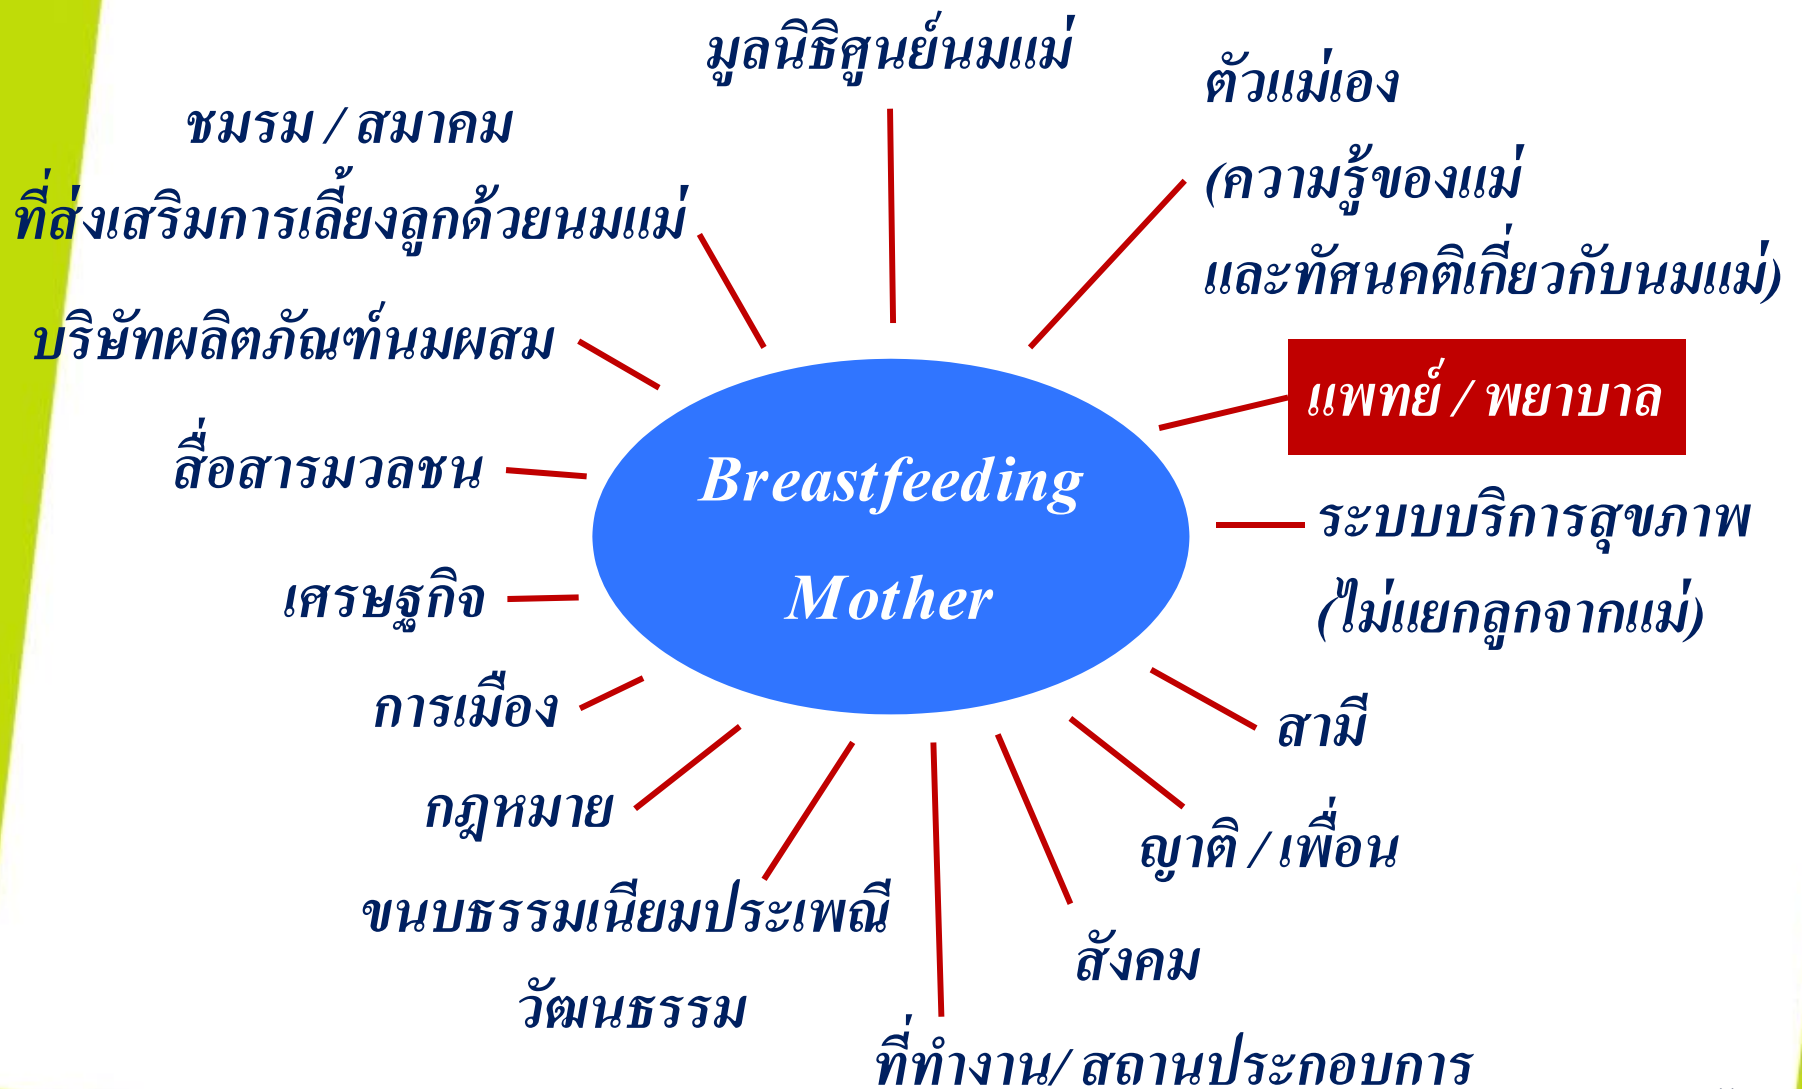 มูลนิธิศูนย์นมแม่
ตัวแม่เอง
(ความรู้ของแม่
และทัศนคติเกี่ยวกับนมแม่)
แพทย์ / พยาบาล
ระบบบริการสุขภาพ
(ไม่แยกลูกจากแม่)
สามี
ญาติ / เพื่อน
สังคม
ที่ทำงาน/ สถานประกอบการ
ขนบธรรมเนียมประเพณี
วัฒนธรรม
กฎหมาย
การเมือง
เศรษฐกิจ
สื่อสารมวลชน
บริษัทผลิตภัณฑ์นมผสม
ชมรม / สมาคม
ที่ส่งเสริมการเลี้ยงลูกด้วยนมแม่
Breastfeeding
Mother